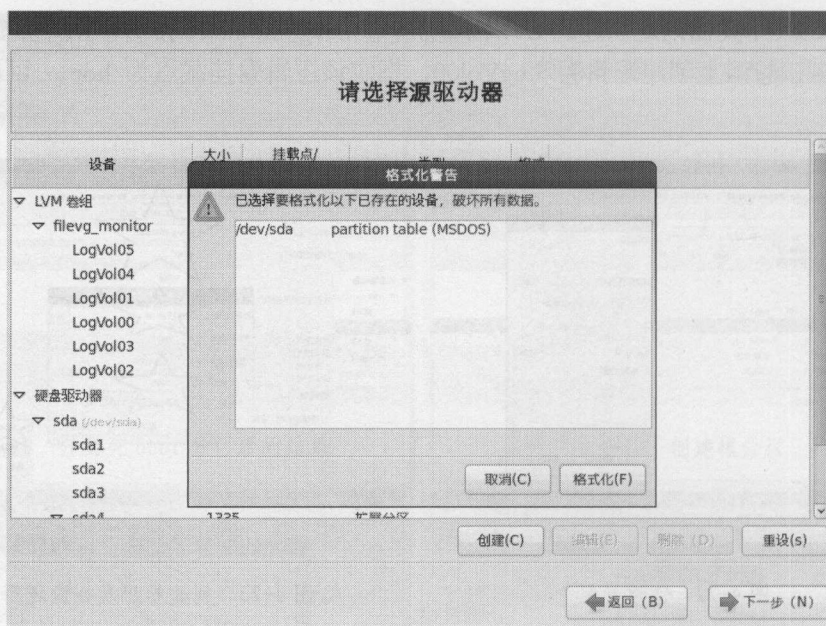 请选择源驱动器
设备
大小
挂载点/
格式化警告
已选择要格式化以下已存在的设备，破坏所有数据。
/dev/sda partition table (MSDOS)
LVM 卷组
filevg_monitor
LogVol05
LogVol04
LogVol01
LogVol00
LogVol03
LogVol02
硬盘驱动器
sda (/dev/sda)
sda1
sda2
sda3
sda4 1335 扩展分区
取消(C) 格式化(F)
创建(C) 编辑(E) 删除（D） 重设(s)
返回（B） 下一步（N）